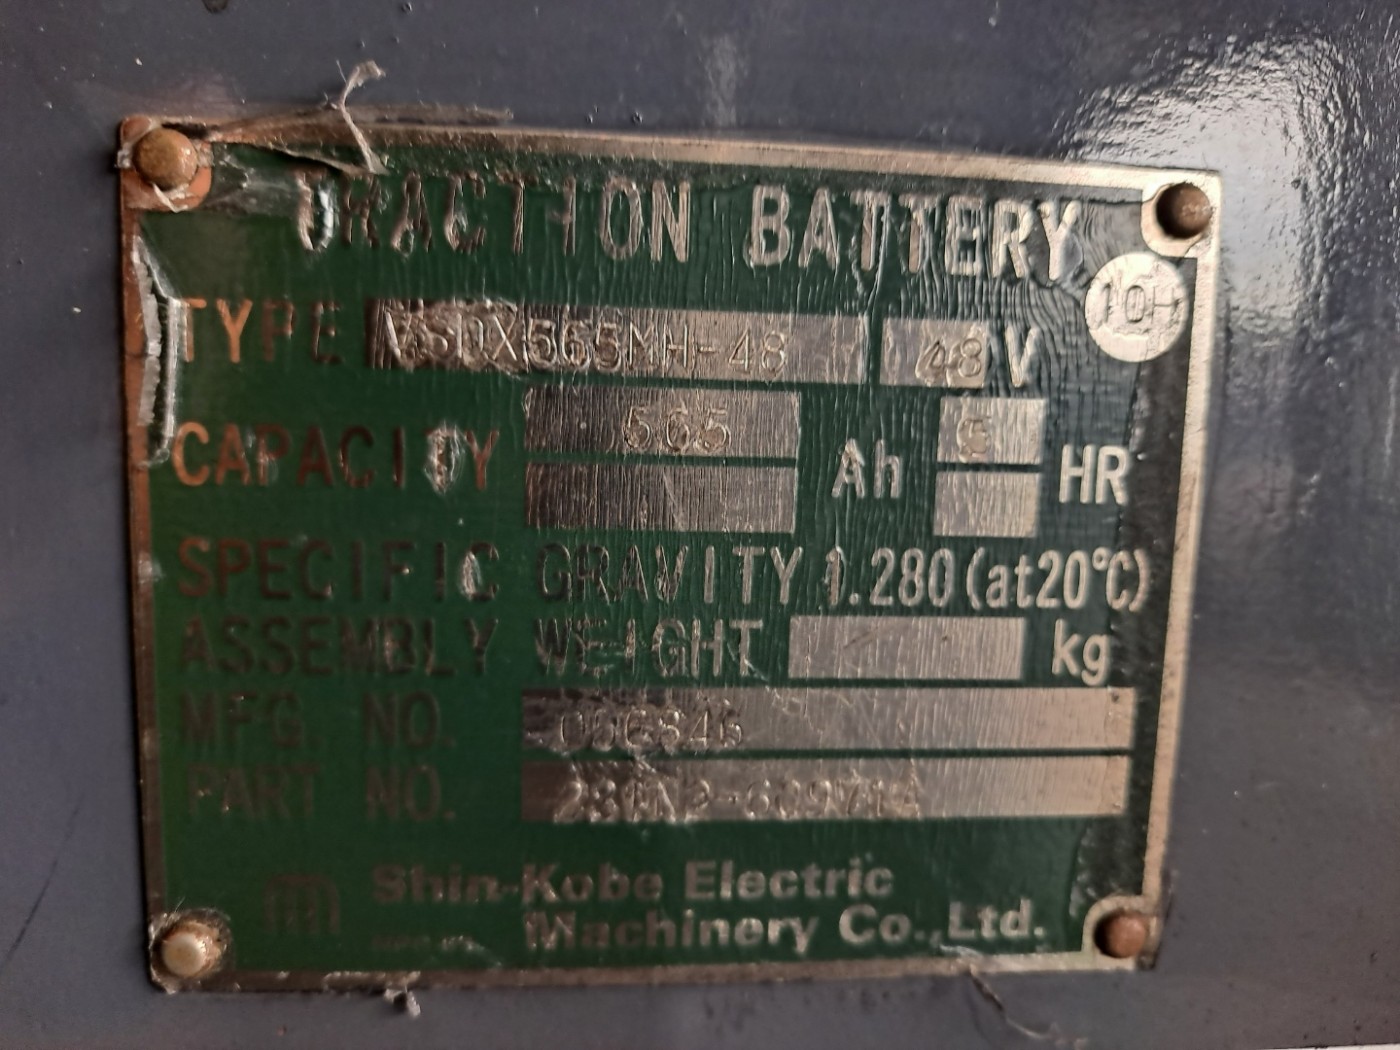 TRACTION BATTERY
TYPE VSDX565MH-48 48 V
10H
CAPACITY 565 Ah 5 HR
SPECIFIC GRAVITY 1.280 (at20℃)
ASSEMBLY WEIGHT kg
MFG NO.
PART NO.
Shin-Kobe Electric
Machinery Co.,Ltd.